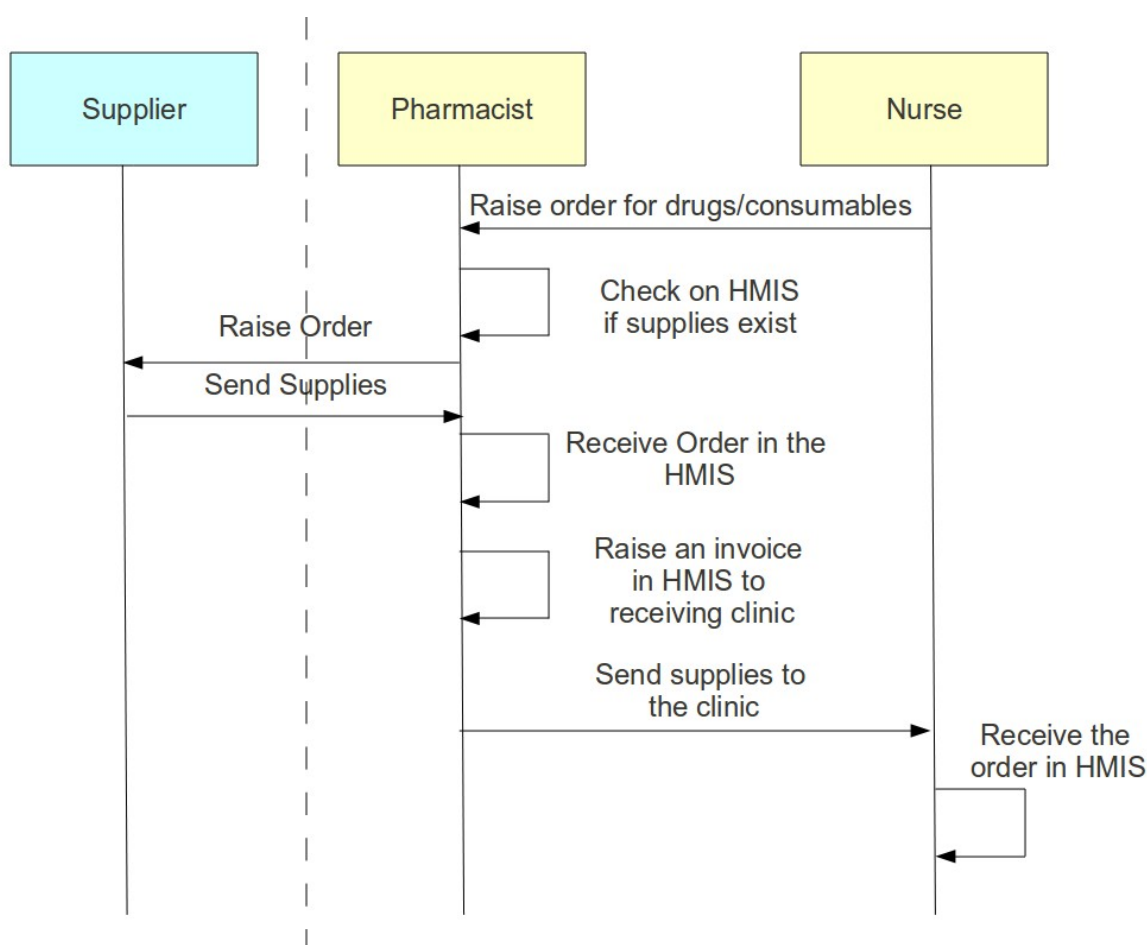 Supplier
Pharmacist
Nurse
Raise order for drugs/consumables
Check on HMIS
if supplies exist
Raise Order
Send Supplies
Receive Order in the
HMIS
Raise an invoice
in HMIS to
receiving clinic
Send supplies to
the clinic
Receive the
order in HMIS